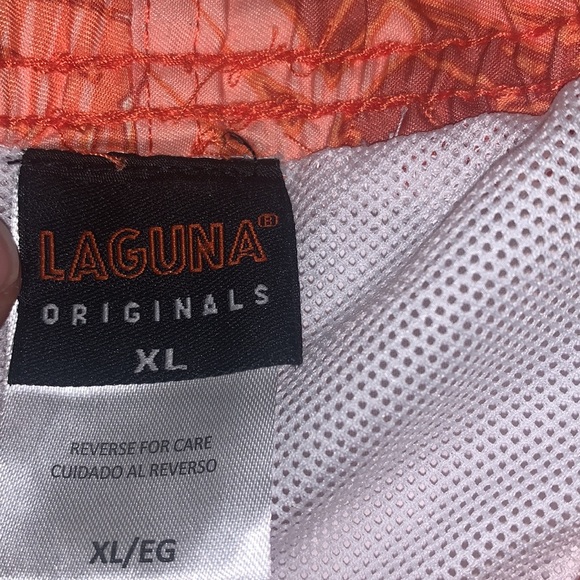 LAGUNA®
ORIGINALS
XL
REVERSE FOR CARE
CUIDADO AL REVERSO
XL/EG